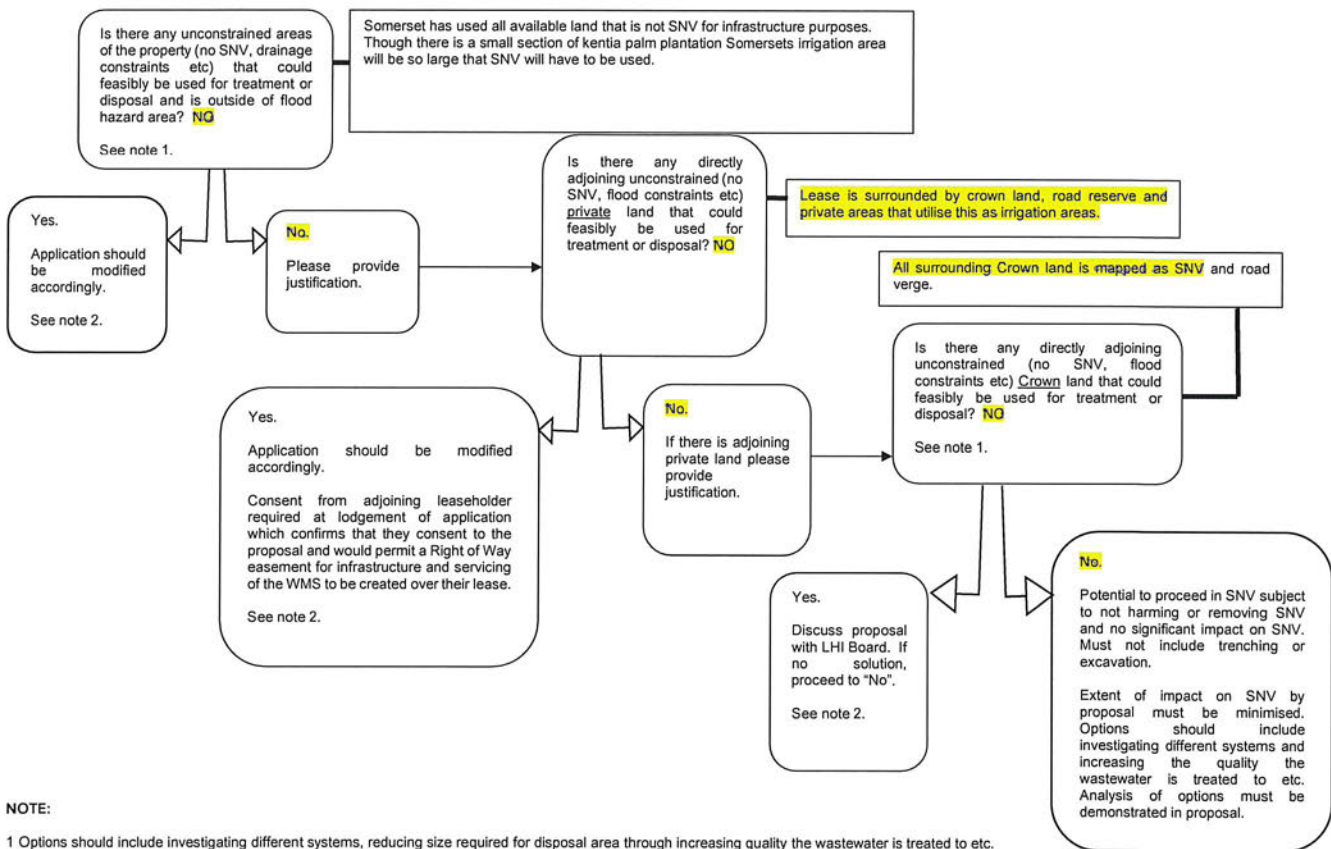 Is there any unconstrained areas
of the property (no SNV, drainage
constraints etc) that could
feasibly be used for treatment or
disposal and is outside of flood
hazard area? NO
See note 1.
Somerset has used all available land that is not SNV for infrastructure purposes.
Though there is a small section of kentia palm plantation Somersets irrigation area
will be so large that SNV will have to be used.
Yes.
Application should
be modified
accordingly.
See note 2.
No.
Please provide
justification.
Is there any directly
adjoining unconstrained (no
SNV, flood constraints etc)
private land that could
feasibly be used for
treatment or disposal? NO
Lease is surrounded by crown land, road reserve and
private areas that utilise this as irrigation areas.
Yes.
Application should be modified
accordingly.
Consent from adjoining leaseholder
required at lodgement of application
which confirms that they consent to the
proposal and would permit a Right of Way
easement for infrastructure and servicing
of the WMS to be created over their lease.
See note 2.
No.
If there is adjoining
private land please
provide
justification.
All surrounding Crown land is mapped as SNV and road
verge.
Is there any directly adjoining
unconstrained (no SNV, flood
constraints etc) Crown land that could
feasibly be used for treatment or
disposal? NO
See note 1.
Yes.
Discuss proposal
with LHI Board. If
no solution,
proceed to "No".
See note 2.
No.
Potential to proceed in SNV subject
to not harming or removing SNV
and no significant impact on SNV.
Must not include trenching or
excavation.
Extent of impact on SNV by
proposal must be minimised.
Options should include
investigating different systems and
increasing the quality the
wastewater is treated to etc.
Analysis of options must be
demonstrated in proposal.
NOTE:
1 Options should include investigating different systems, reducing size required for disposal area through increasing quality the wastewater is treated to etc.